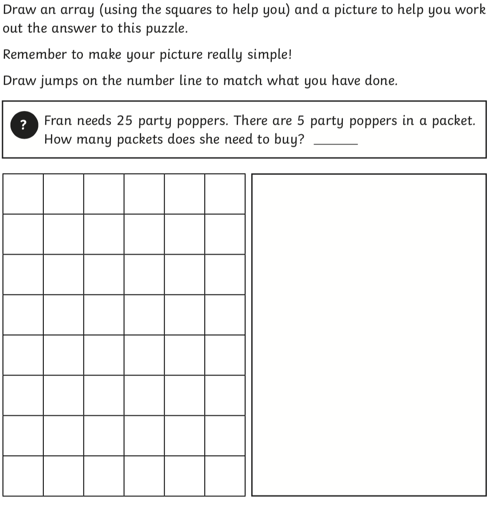 Draw an array (using the squares to help you) and a picture to help you work
out the answer to this puzzle.
Remember to make your picture really simple!
Draw jumps on the number line to match what you have done.
? Fran needs 25 party poppers. There are 5 party poppers in a packet.
How many packets does she need to buy? ______